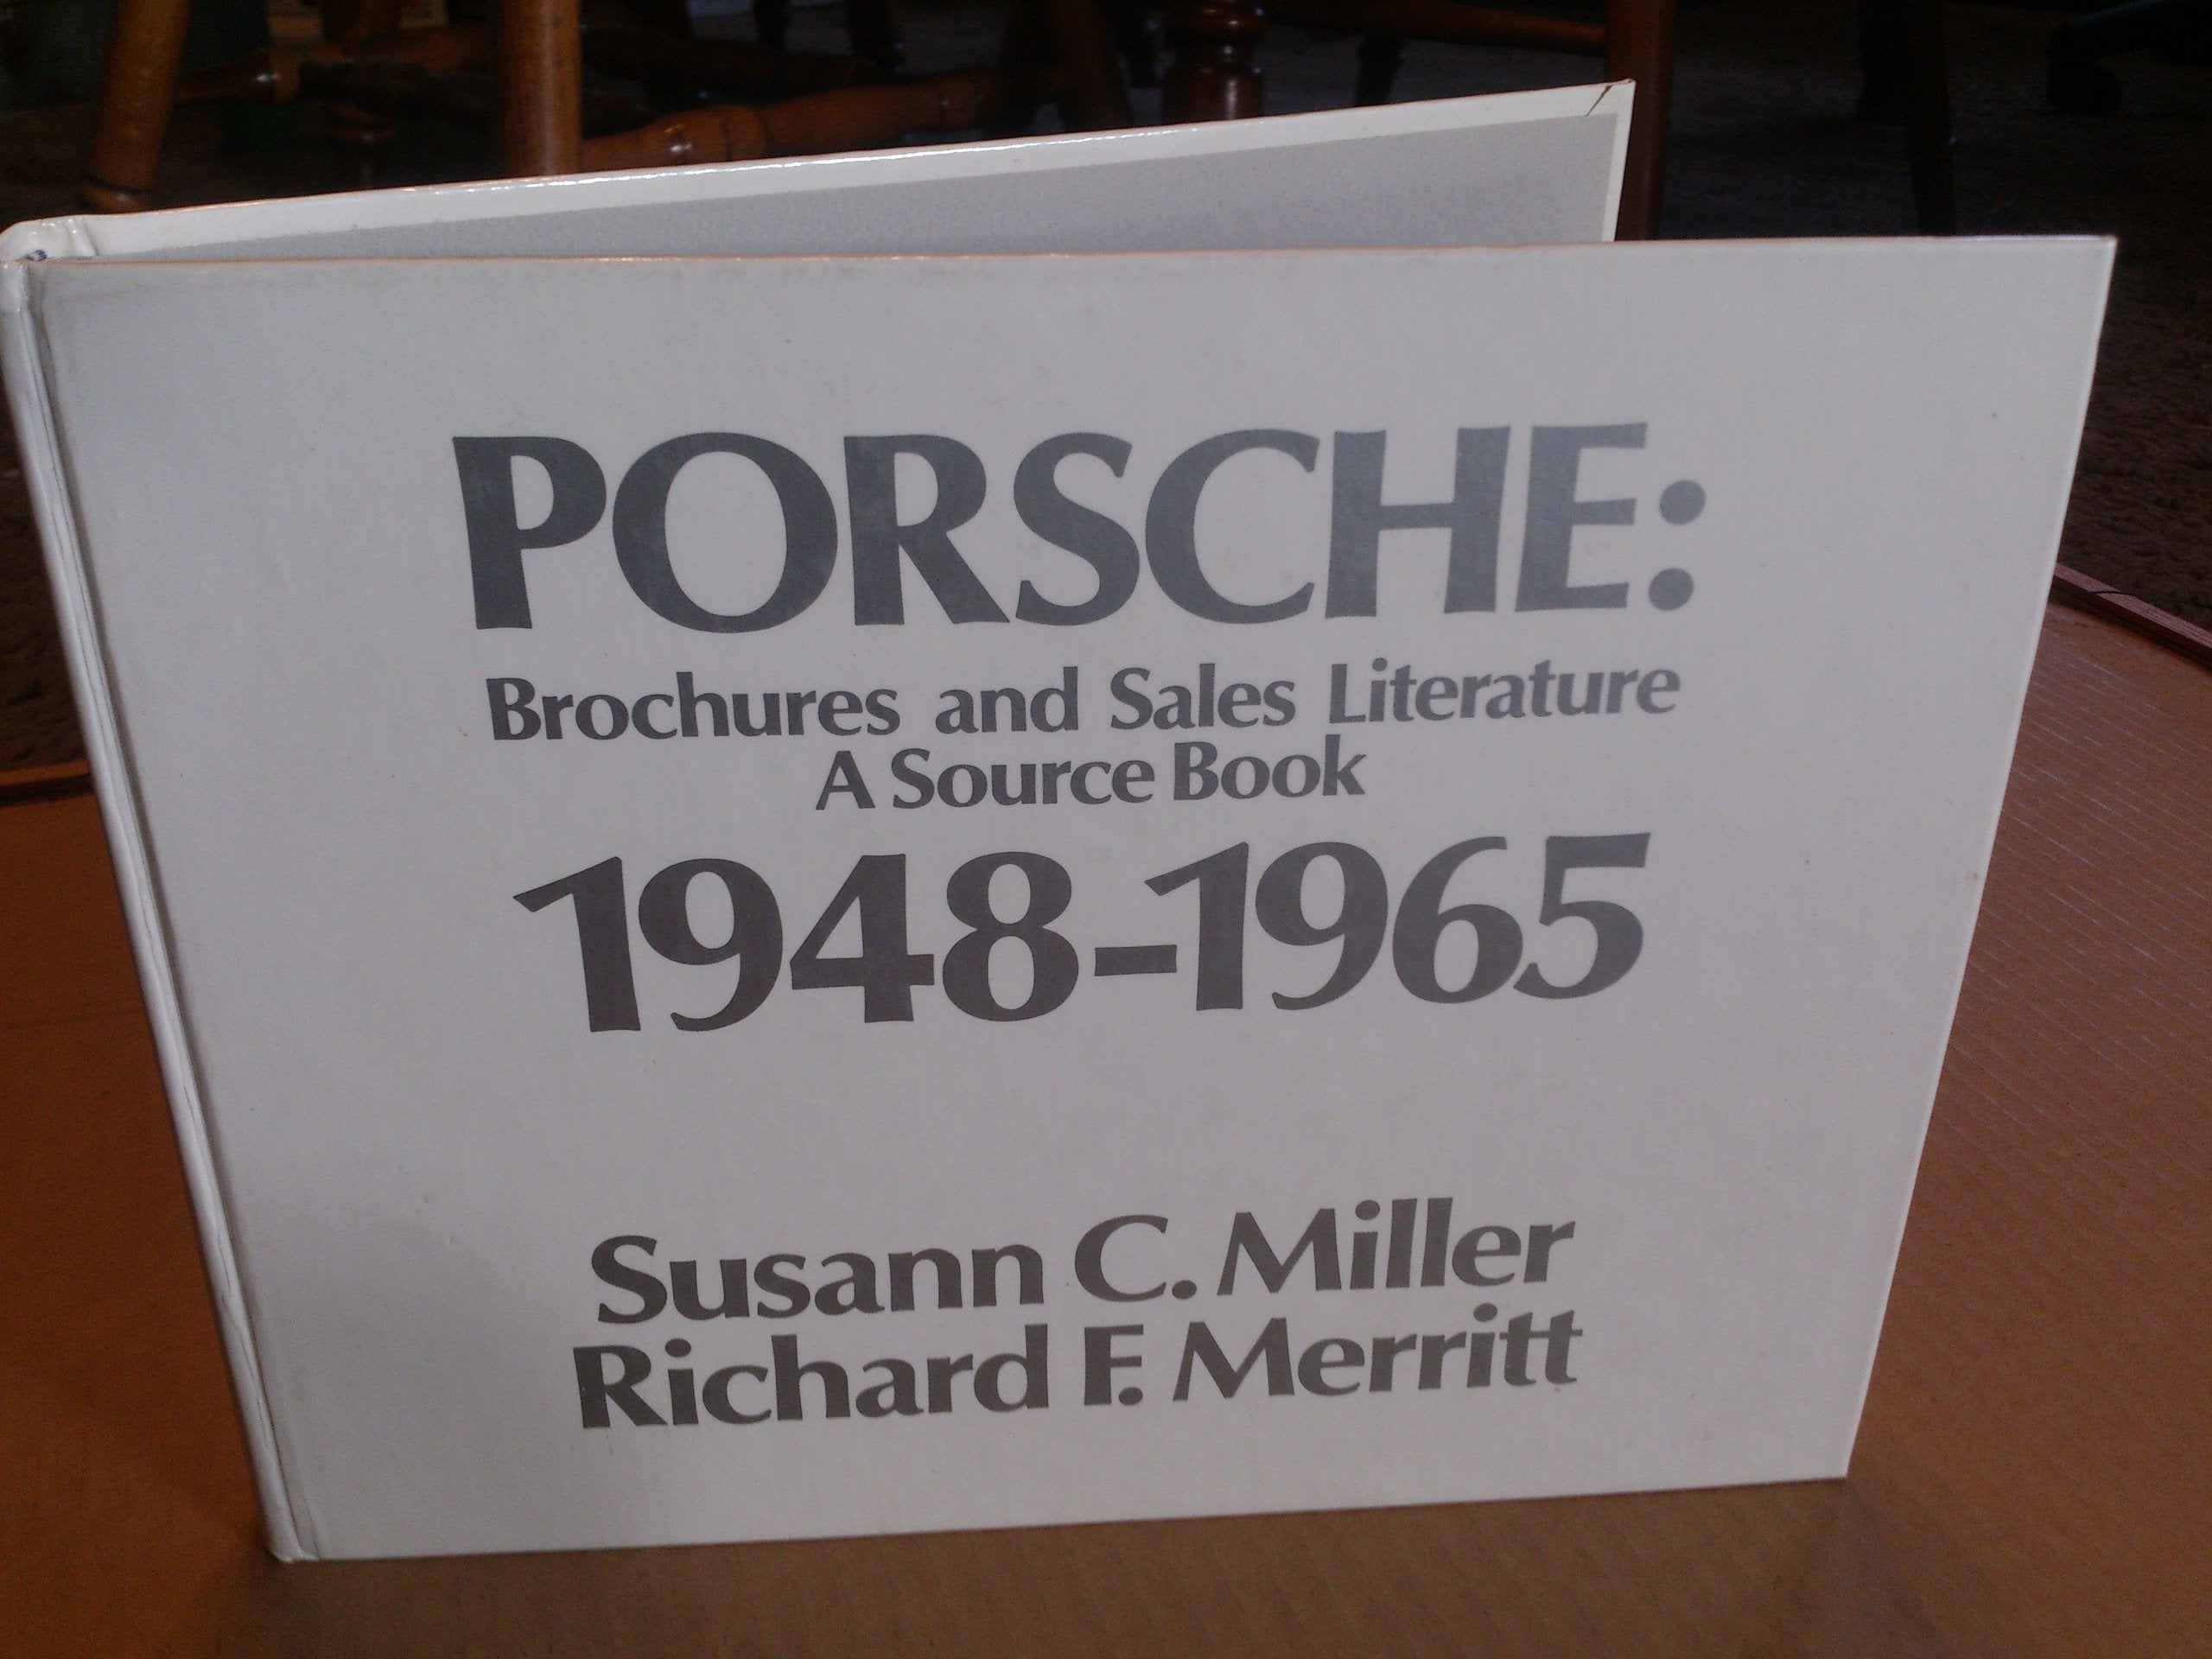 PORSCHE:
Brochures and Sales Literature
A Source Book
1948-1965
Susann C. Miller
Richard F. Merritt